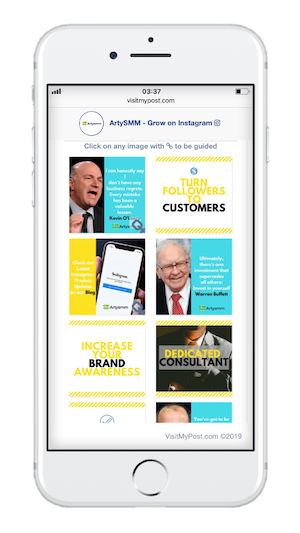 03:37
visitmypost.com
ArtySMM - Grow on Instagram
Click on any image with to be guided
I can honestly say
I
don't have any
business regrets.
Every mistake
has been a
valuable
lesson.
Kevin O'
TURN
FOLLOWERS
TO
CUSTOMERS
Check out
Latest
Instagram
Product
Updates
on our Blog
Instagram
Artysmm
Ultimately,
there's one
investment that
supersedes
all others:
Invest in yourself
Warren Buffett
Artysmm
INCREASE
YOUR
BRAND
AWARENESS
DEDICATED
CONSULTANT
You've got to be
VisitMyPost.com ©2019